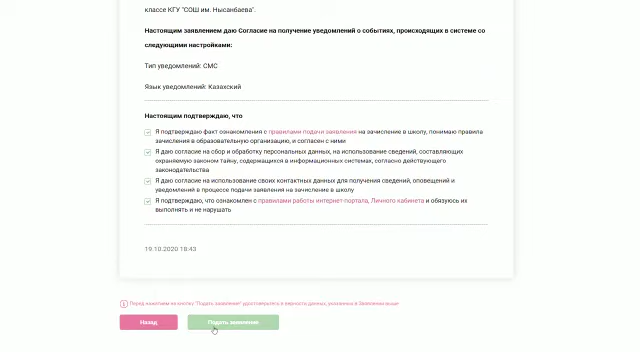 классе КГУ "СОШ им. Нысанбаева".
Настоящим заявлением даю Согласие на получение уведомлений о событиях, происходящих в системе со
следующими настройками:
Тип уведомлений: СМС
Язык уведомлений: Казахский
Настоящим подтверждаю, что
Я подтверждаю факт ознакомления с правилами подачи заявления на зачисление в школу, понимаю правила
зачисления в образовательную организацию, и согласен с ними
Я даю согласие на сбор и обработку персональных данных, на использование сведений, составляющих
охраняемую законом тайну, содержащихся в информационных системах, согласно действующего
законодательства
Я даю согласие на использование своих контактных данных для получения сведений, оповещений и
уведомлений в процессе подачи заявления на зачисление в школу
Я подтверждаю, что ознакомлен с правилами работы интернет-портала, Личного кабинета и обязуюсь их
выполнять и не нарушать
19.10.2020 18:43
Перед нажатием на кнопку "Подать заявление" удостоверьтесь в верности данных, указанных в Заявлении выше
Назад
Подать заявление